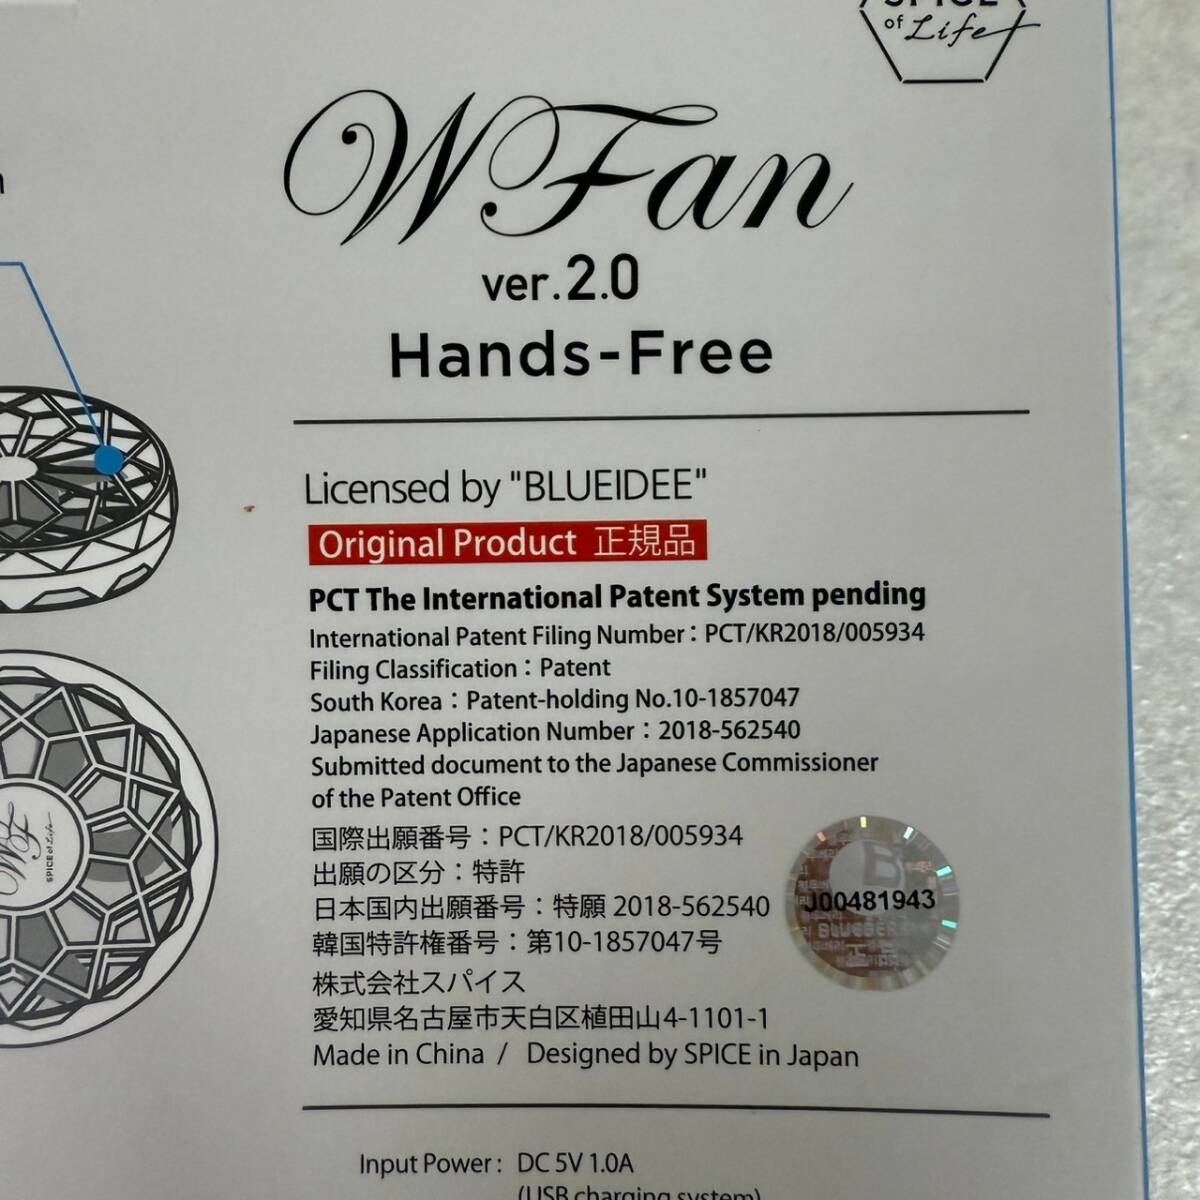 SPICE
of Life
WFan
ver.2.0
Hands-Free
Licensed by "BLUEIDEE"
Original Product 正規品
PCT The International Patent System pending
International Patent Filing Number : PCT/KR2018/005934
Filing Classification : Patent
South Korea : Patent-holding No.10-1857047
Japanese Application Number : 2018-562540
Submitted document to the Japanese Commissioner
of the Patent Office
国際出願番号 : PCT/KR2018/005934
出願の区分 : 特許
日本国内出願番号 : 特願 2018-562540
韓国特許権番号 : 第10-1857047号
株式会社スパイス
愛知県名古屋市天白区植田山4-1101-1
Made in China / Designed by SPICE in Japan
J00481943
WF
SPICE of Life
Input Power : DC 5V 1.0A
(USB charging system)